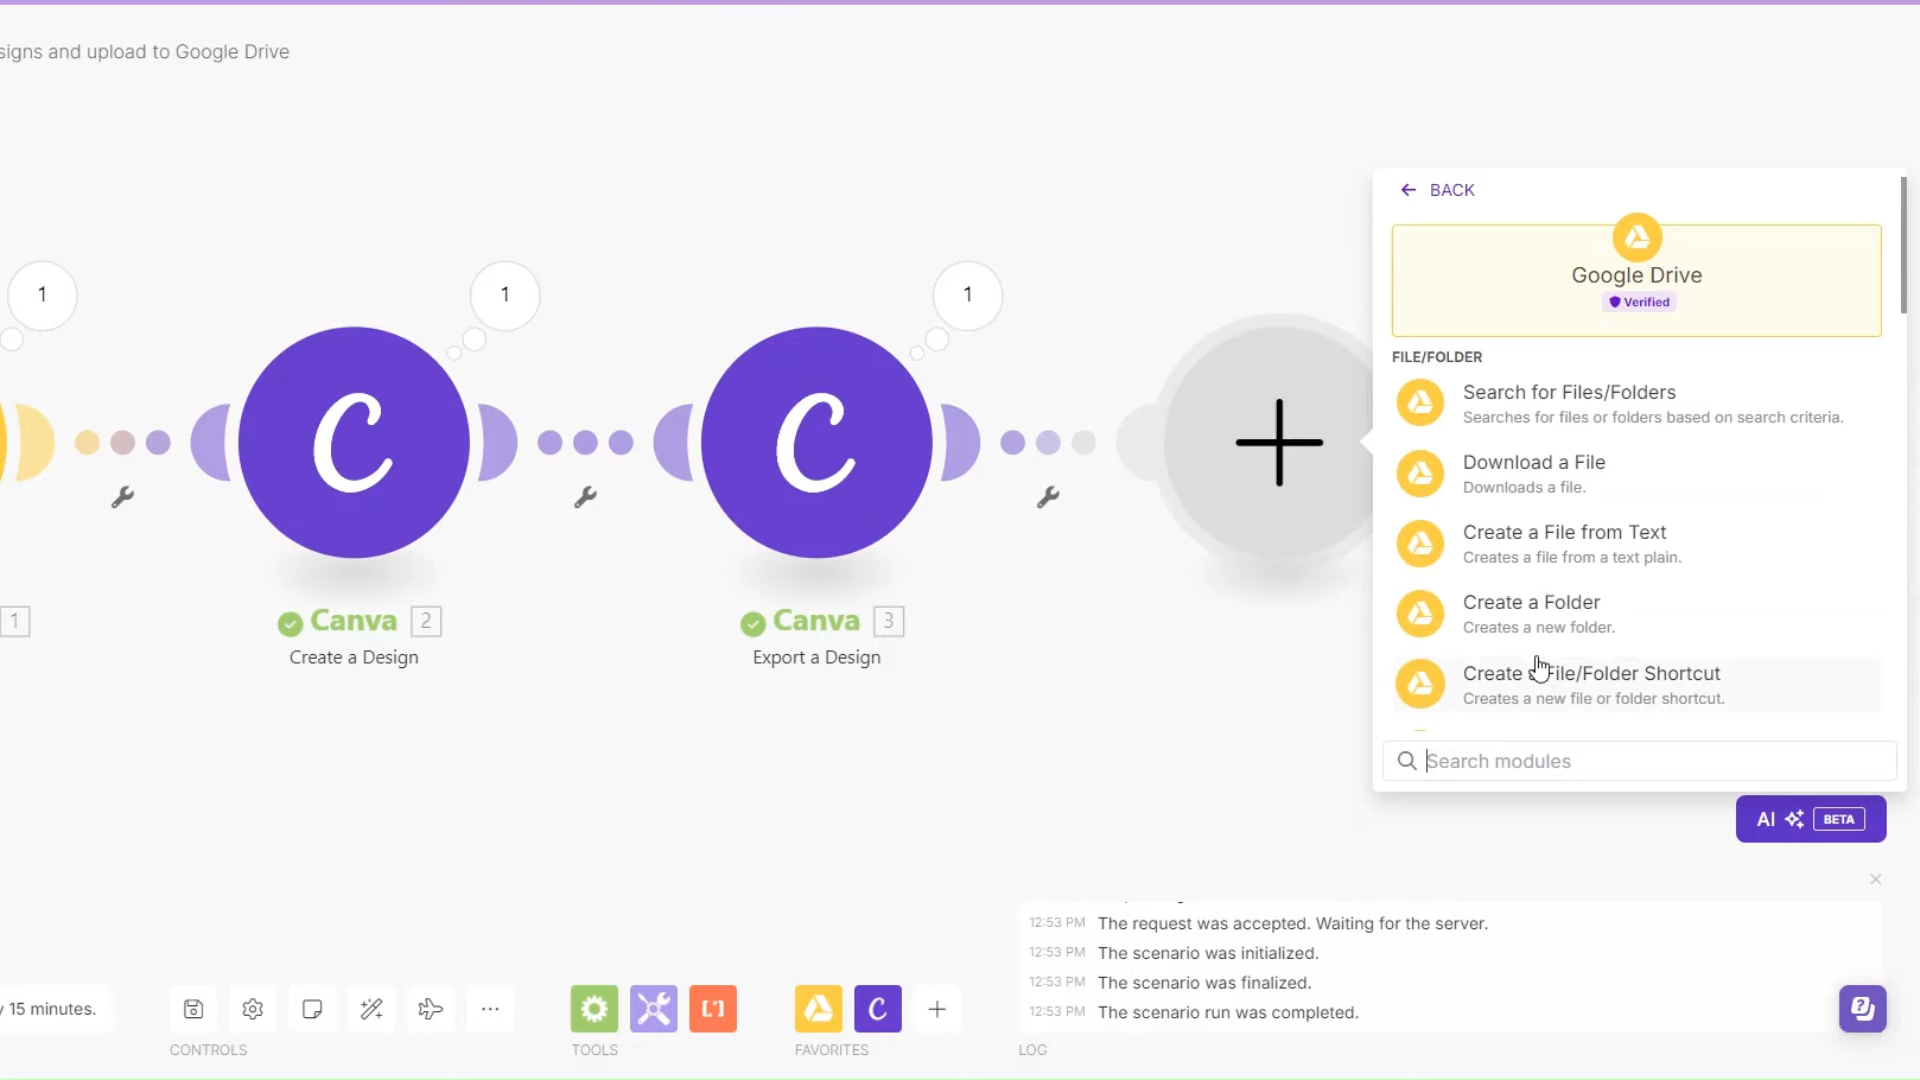 signs and upload to Google Drive
BACK
Google Drive
Verified
FILE/FOLDER
Search for Files/Folders
Searches for files or folders based on search criteria.
Download a File
Downloads a file.
Create a File from Text
Creates a file from a text plain.
Create a Folder
Creates a new folder.
Create a File/Folder Shortcut
Creates a new file or folder shortcut.
Search modules
AI BETA
1
1
1
C
C
1
Canva 2
Create a Design
Canva 3
Export a Design
12:53 PM The request was accepted. Waiting for the server.
12:53 PM The scenario was initialized.
12:53 PM The scenario was finalized.
12:53 PM The scenario run was completed.
y 15 minutes.
C
CONTROLS
TOOLS
FAVORITES
LOG